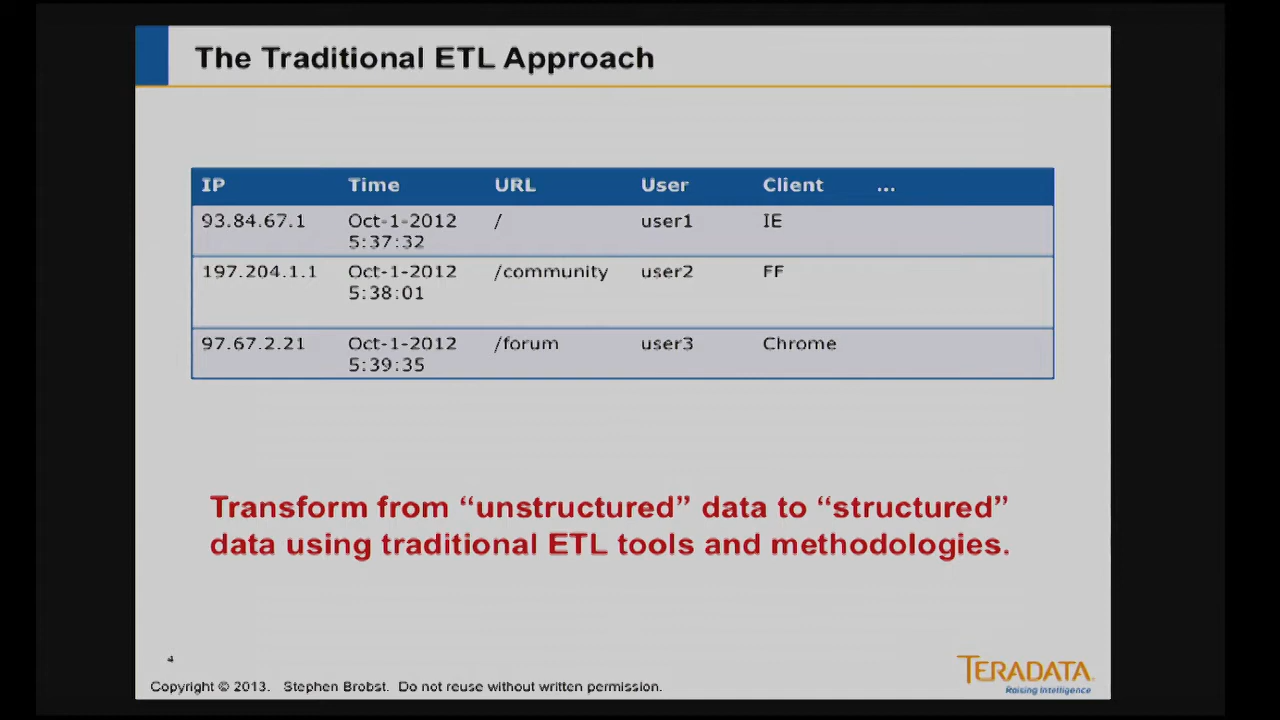 The Traditional ETL Approach
IP Time URL User Client ...
93.84.67.1 Oct-1-2012 / user1 IE
5:37:32
197.204.1.1 Oct-1-2012 /community user2 FF
5:38:01
97.67.2.21 Oct-1-2012 /forum user3 Chrome
5:39:35
Transform from “unstructured” data to “structured”
data using traditional ETL tools and methodologies.
4
TERADATA
Raising Intelligence
Copyright © 2013. Stephen Brobst. Do not reuse without written permission.